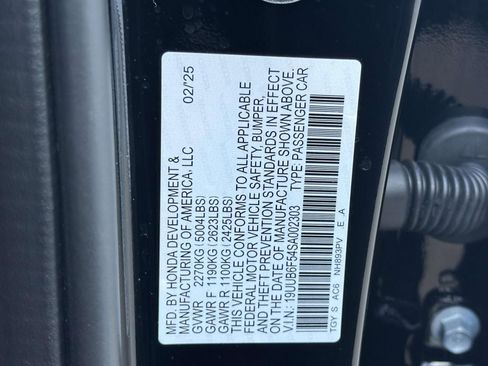 MFD. BY HONDA DEVELOPMENT & 02/'25
MANUFACTURING OF AMERICA, LLC
GVWR 2270KG (5004LBS)
GAWR F 1190KG (2623LBS)
GAWR R 1100KG (2425LBS)
THIS VEHICLE CONFORMS TO ALL APPLICABLE
FEDERAL MOTOR VEHICLE SAFETY, BUMPER,
AND THEFT PREVENTION STANDARDS IN EFFECT
ON THE DATE OF MANUFACTURE SHOWN ABOVE.
V.I.N.: 19UUB6F54SA002303 TYPE: PASSENGER CAR
TGY S AC6 NH893PV E A